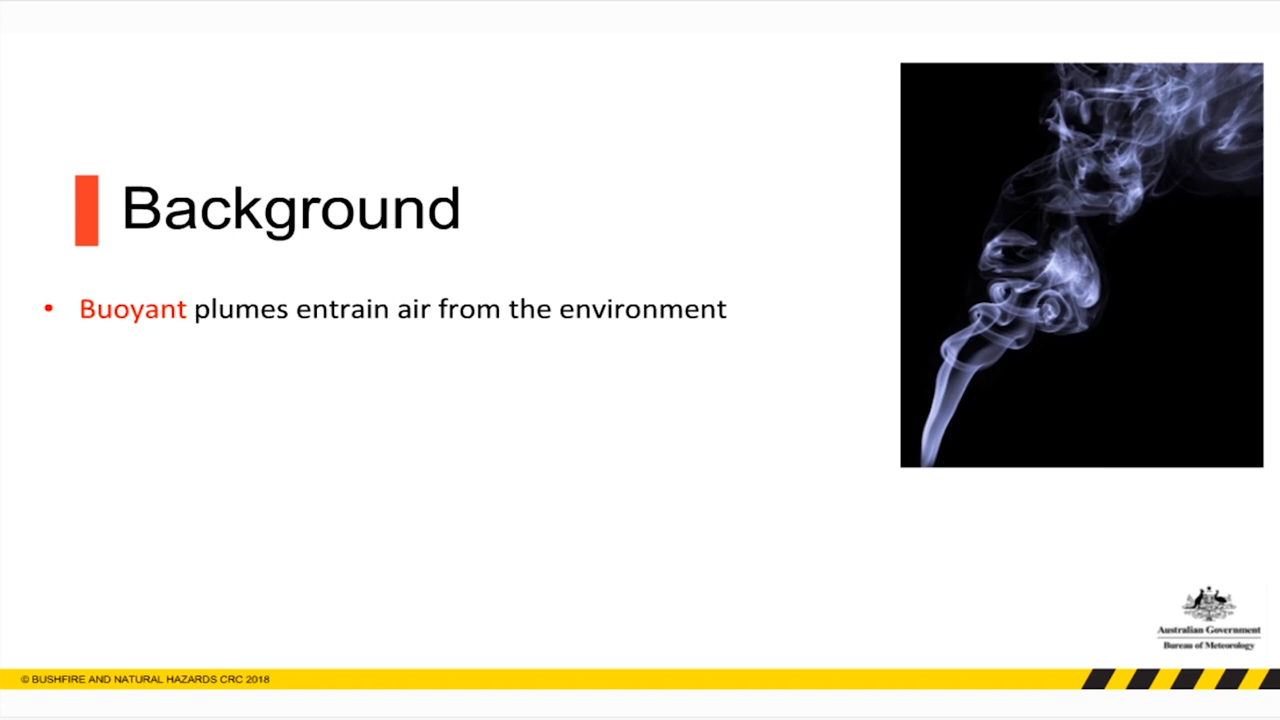 Background
• Buoyant plumes entrain air from the environment
Australian Government
Bureau of Meteorology
© BUSHFIRE AND NATURAL HAZARDS CRC 2018